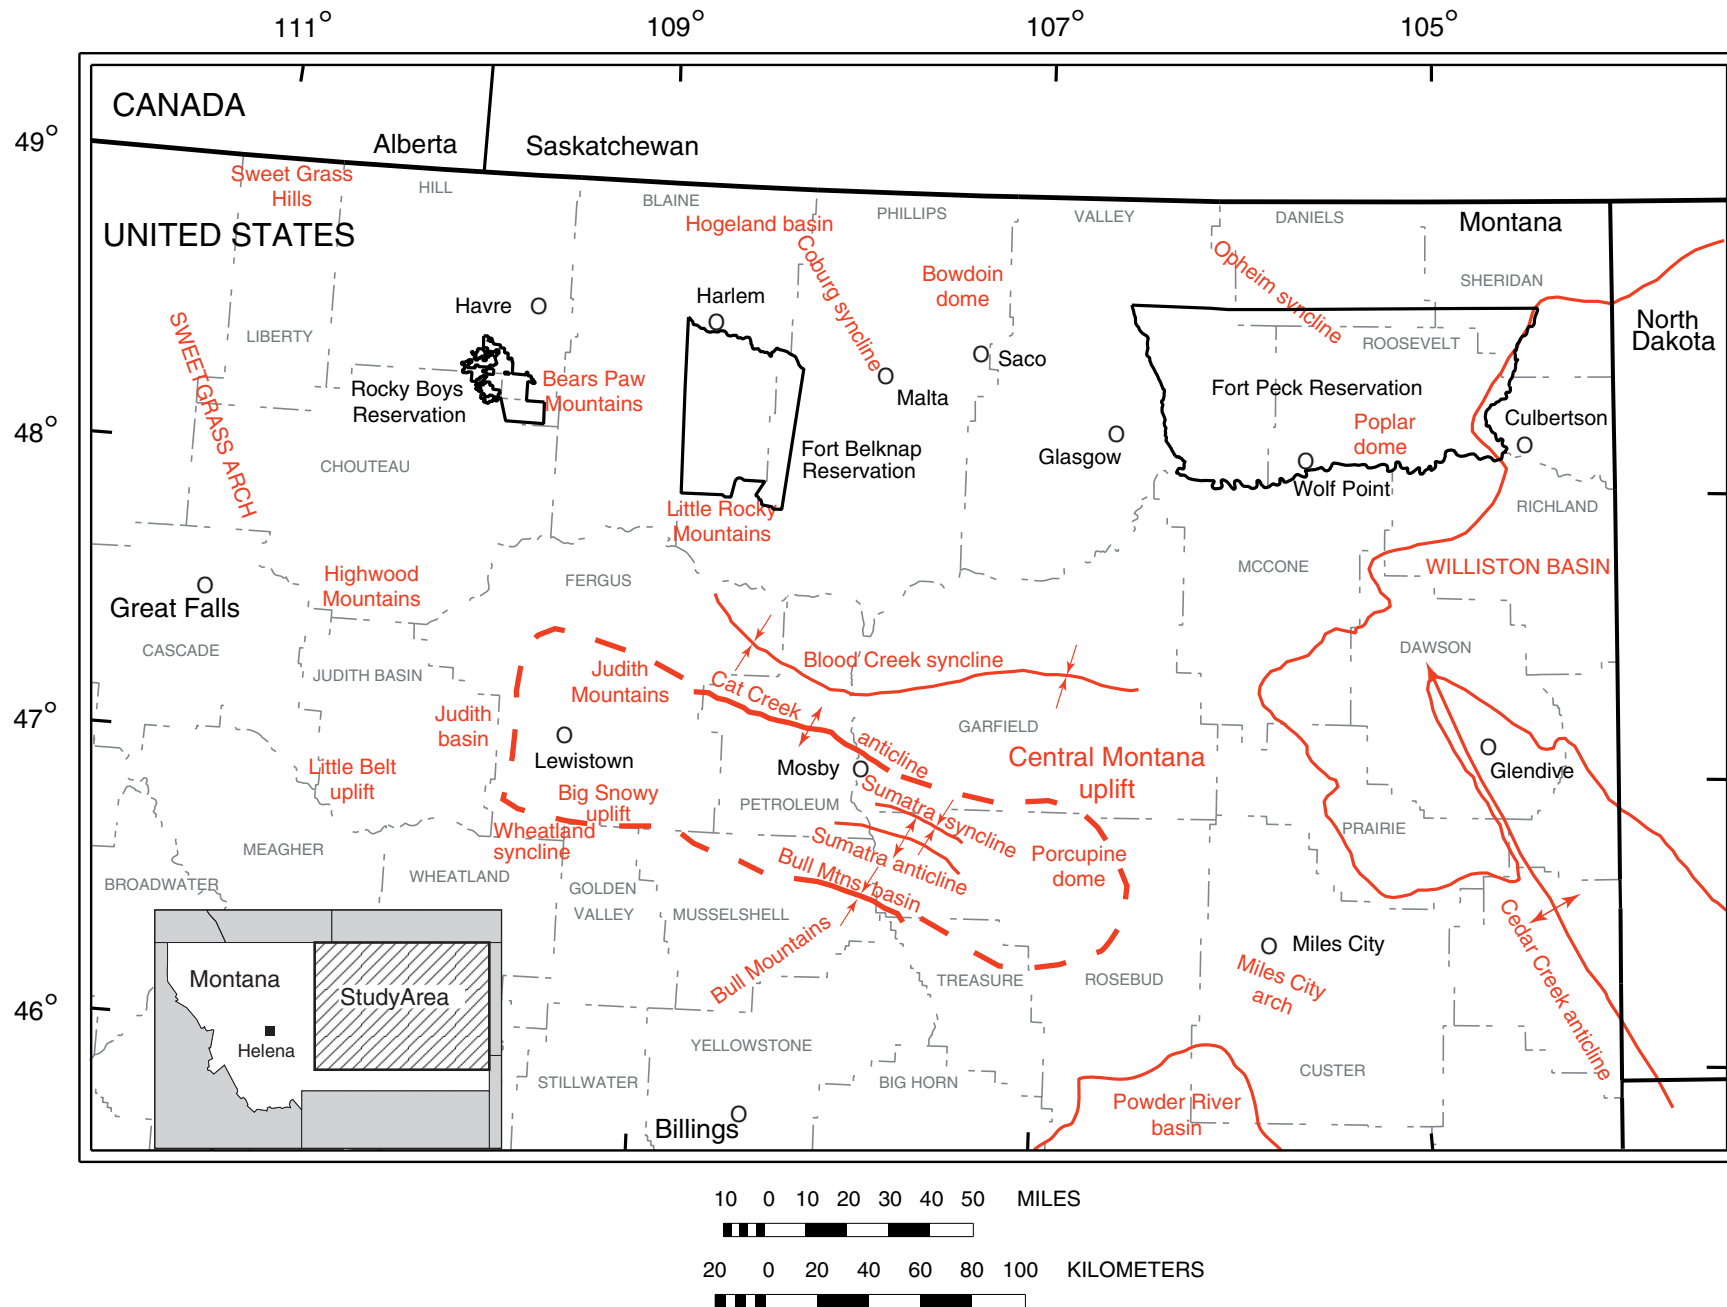 111° 109° 107° 105°
CANADA
49°
Alberta Saskatchewan
Sweet Grass
Hills
HILL
BLAINE
PHILLIPS
VALLEY
DANIELS
Montana
UNITED STATES
Hogeland basin
Coburg syncline
Bowdoin
dome
Opheim syncline
SHERIDAN
North
Dakota
Havre
Harlem
LIBERTY
SWEETGRASS ARCH
Saco
ROOSEVELT
Rocky Boys
Reservation
Bears Paw
Mountains
Malta
Fort Peck Reservation
Poplar
dome
Culbertson
48°
CHOUTEAU
Fort Belknap
Reservation
Glasgow
Wolf Point
Little Rocky
Mountains
RICHLAND
Highwood
Mountains
FERGUS
MCCONE
WILLISTON BASIN
Great Falls
CASCADE
JUDITH BASIN
Judith
Mountains
Blood Creek syncline
DAWSON
47°
Judith
basin
Cat Creek
anticline
GARFIELD
Lewistown
Mosby
Central Montana
uplift
Glendive
Little Belt
uplift
Big Snowy
uplift
PETROLEUM
Sumatra syncline
Wheatland
syncline
Sumatra anticline
PRAIRIE
MEAGHER
Bull Mtns basin
Porcupine
dome
BROADWATER
WHEATLAND
GOLDEN
VALLEY
MUSSELSHELL
Cedar Creek anticline
Bull Mountains
Miles City
Miles City
arch
TREASURE
ROSEBUD
46°
Montana
StudyArea
Helena
YELLOWSTONE
STILLWATER
BIG HORN
CUSTER
Powder River
basin
Billings
10 0 10 20 30 40 50 MILES
20 0 20 40 60 80 100 KILOMETERS